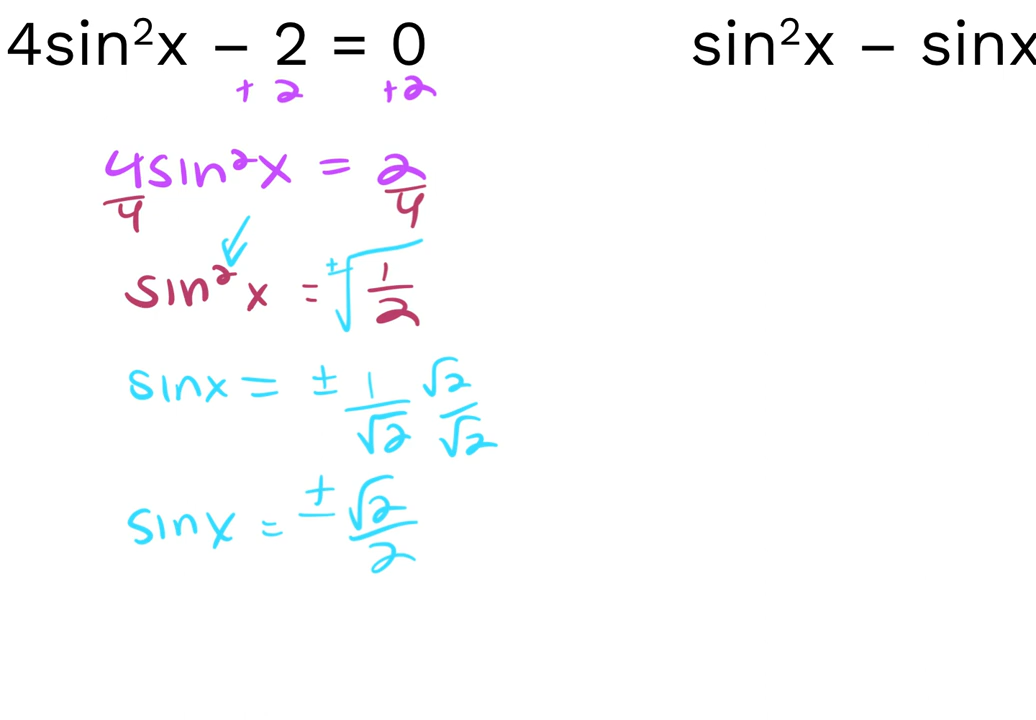 4sin²x − 2 = 0
+ 2 +2
4sin²x = 2
4 4
sin²x = ±√(1/2)
sinx = ± 1/√2 √2/√2
sinx = ± √2/2
sin²x − sinx